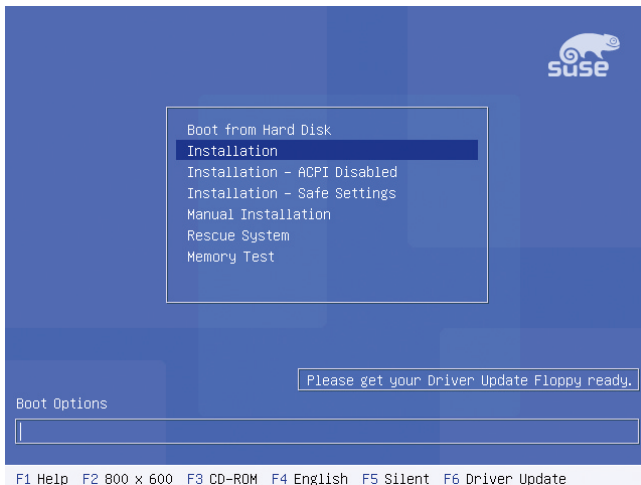 suse
Boot from Hard Disk
Installation
Installation - ACPI Disabled
Installation - Safe Settings
Manual Installation
Rescue System
Memory Test
Please get your Driver Update Floppy ready.
Boot Options
F1 Help F2 800 x 600 F3 CD-ROM F4 English F5 Silent F6 Driver Update